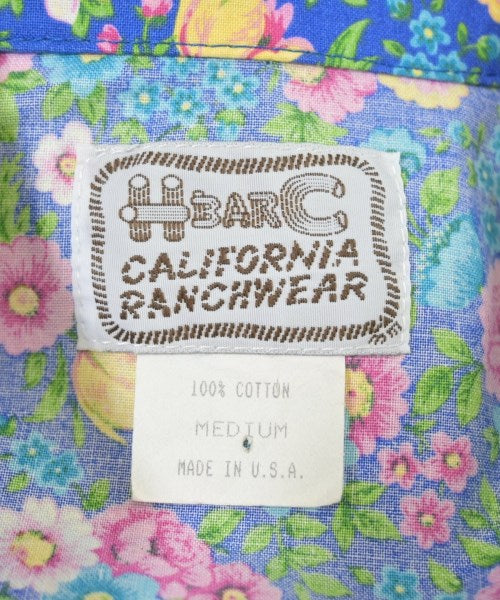 H BAR C
CALIFORNIA
RANCHWEAR
100% COTTON
MEDIUM
MADE IN U.S.A.